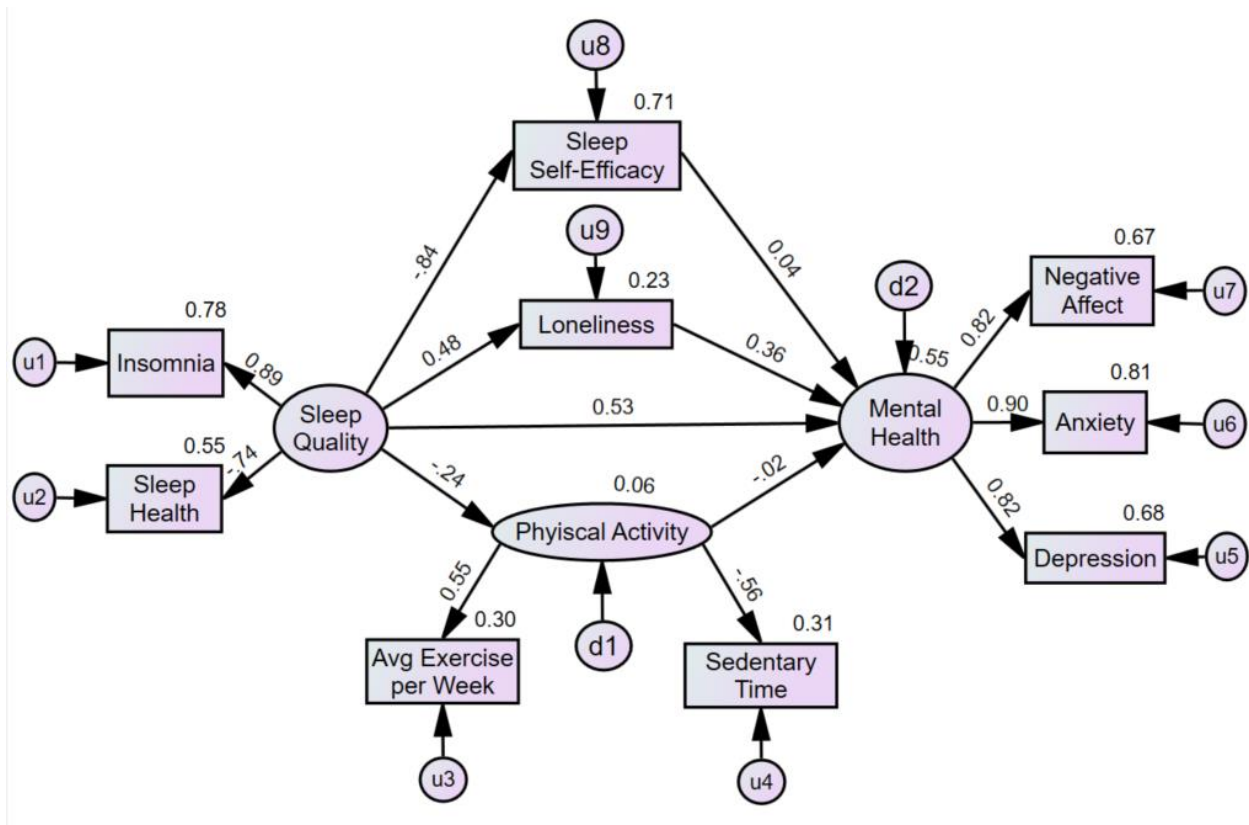 u8
0.71
Sleep
Self-Efficacy
u9
-.84
0.04
0.23
Loneliness
0.67
Negative
Affect
u7
d2
0.82
0.55
0.78
Insomnia
u1
0.89
0.48
0.36
Sleep
Quality
0.53
Mental
Health
0.90
0.81
Anxiety
u6
0.55
-.74
Sleep
Health
u2
-.24
0.06
-.02
Phyiscal Activity
0.82
0.68
Depression
u5
0.55
-.56
0.30
Avg Exercise
per Week
d1
0.31
Sedentary
Time
u3
u4